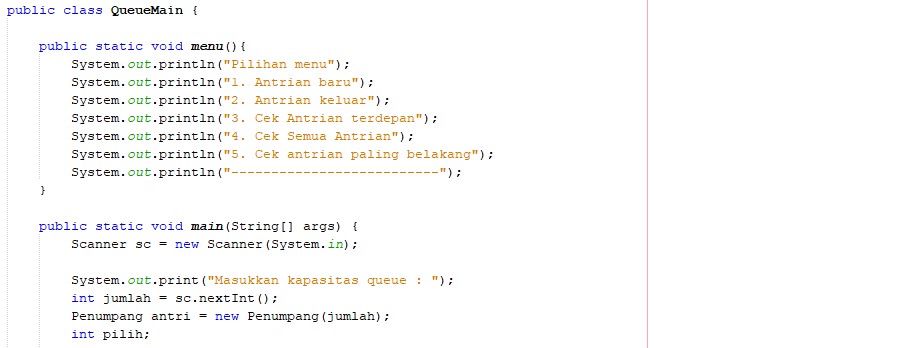 public class QueueMain {
public static void menu(){
System.out.println("Pilihan menu");
System.out.println("1. Antrian baru");
System.out.println("2. Antrian keluar");
System.out.println("3. Cek Antrian terdepan");
System.out.println("4. Cek Semua Antrian");
System.out.println("5. Cek antrian paling belakang");
System.out.println("--------------------------");
}
public static void main(String[] args) {
Scanner sc = new Scanner(System.in);
System.out.print("Masukkan kapasitas queue : ");
int jumlah = sc.nextInt();
Penumpang antri = new Penumpang(jumlah);
int pilih;